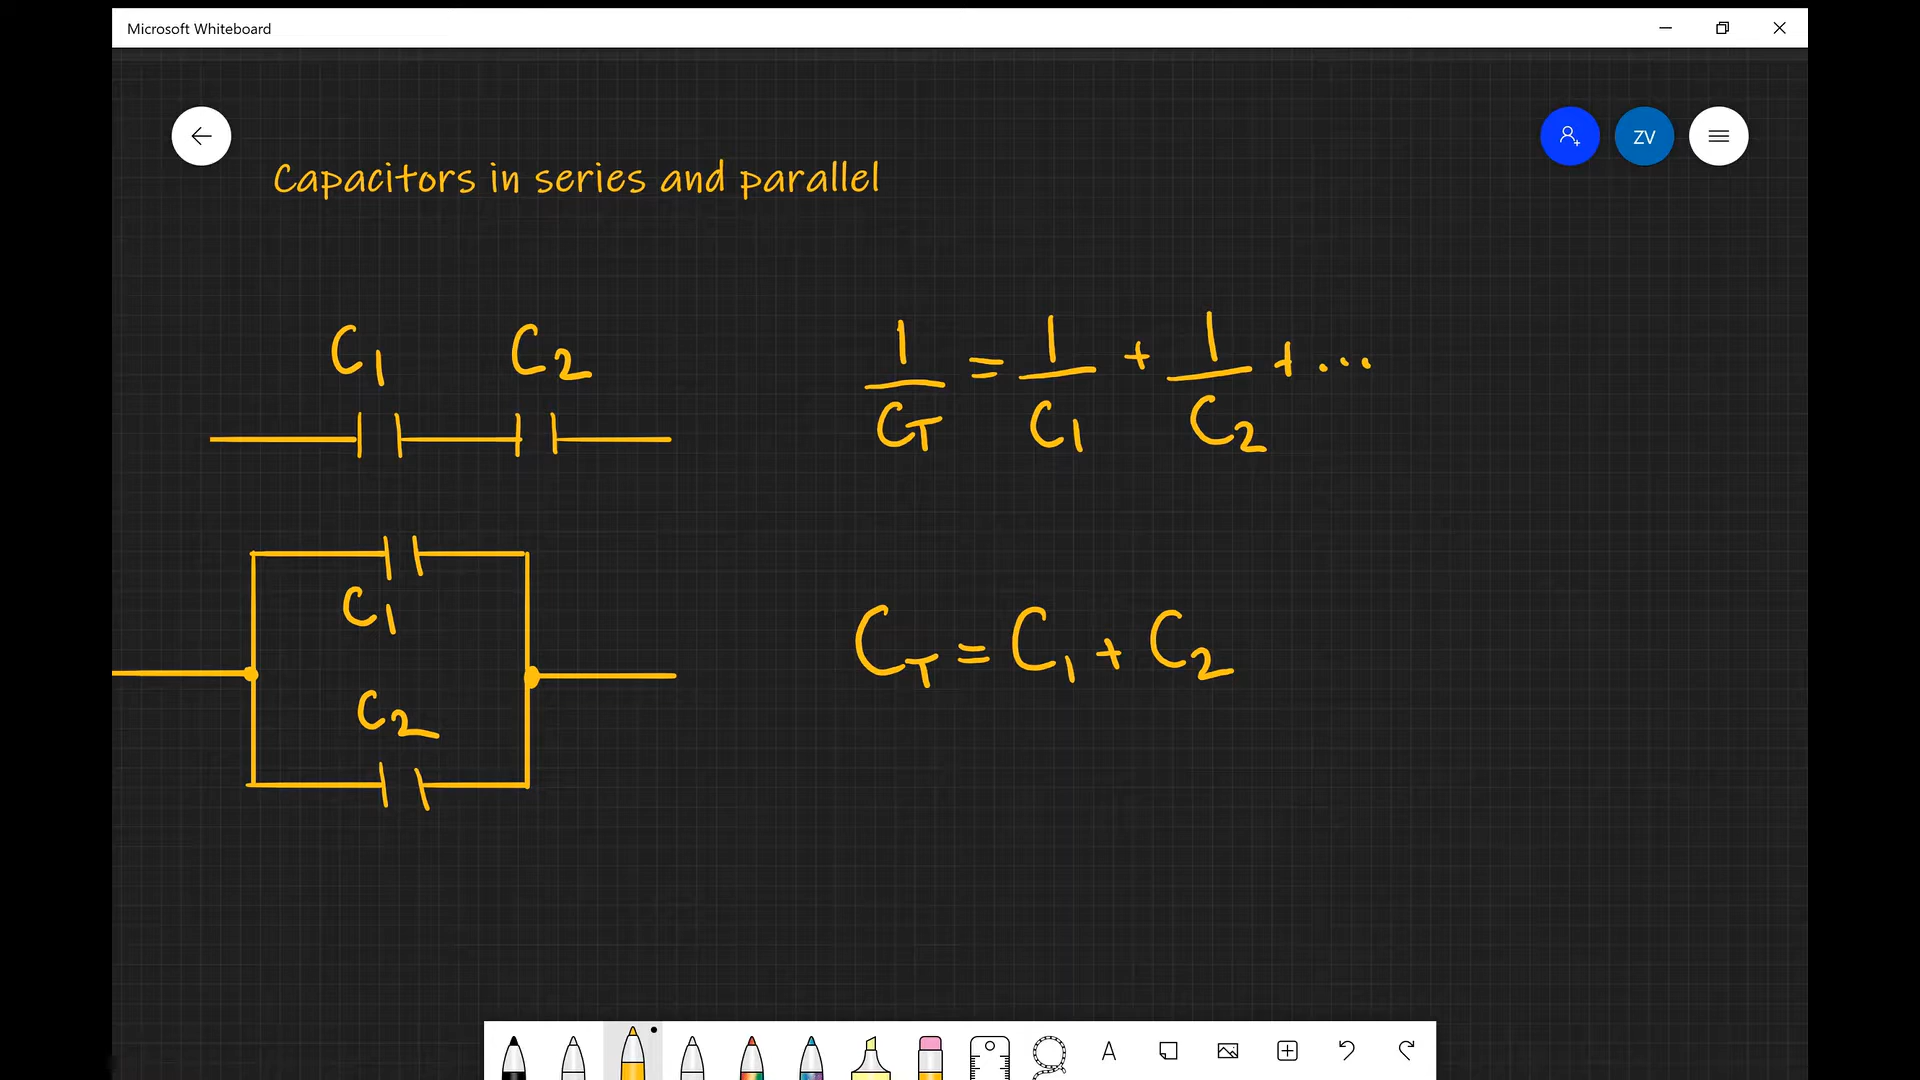 Microsoft Whiteboard
ZV
Capacitors in series and parallel
C1 C2
1/CT = 1/C1 + 1/C2 + ...
C1
C2
CT = C1 + C2
A